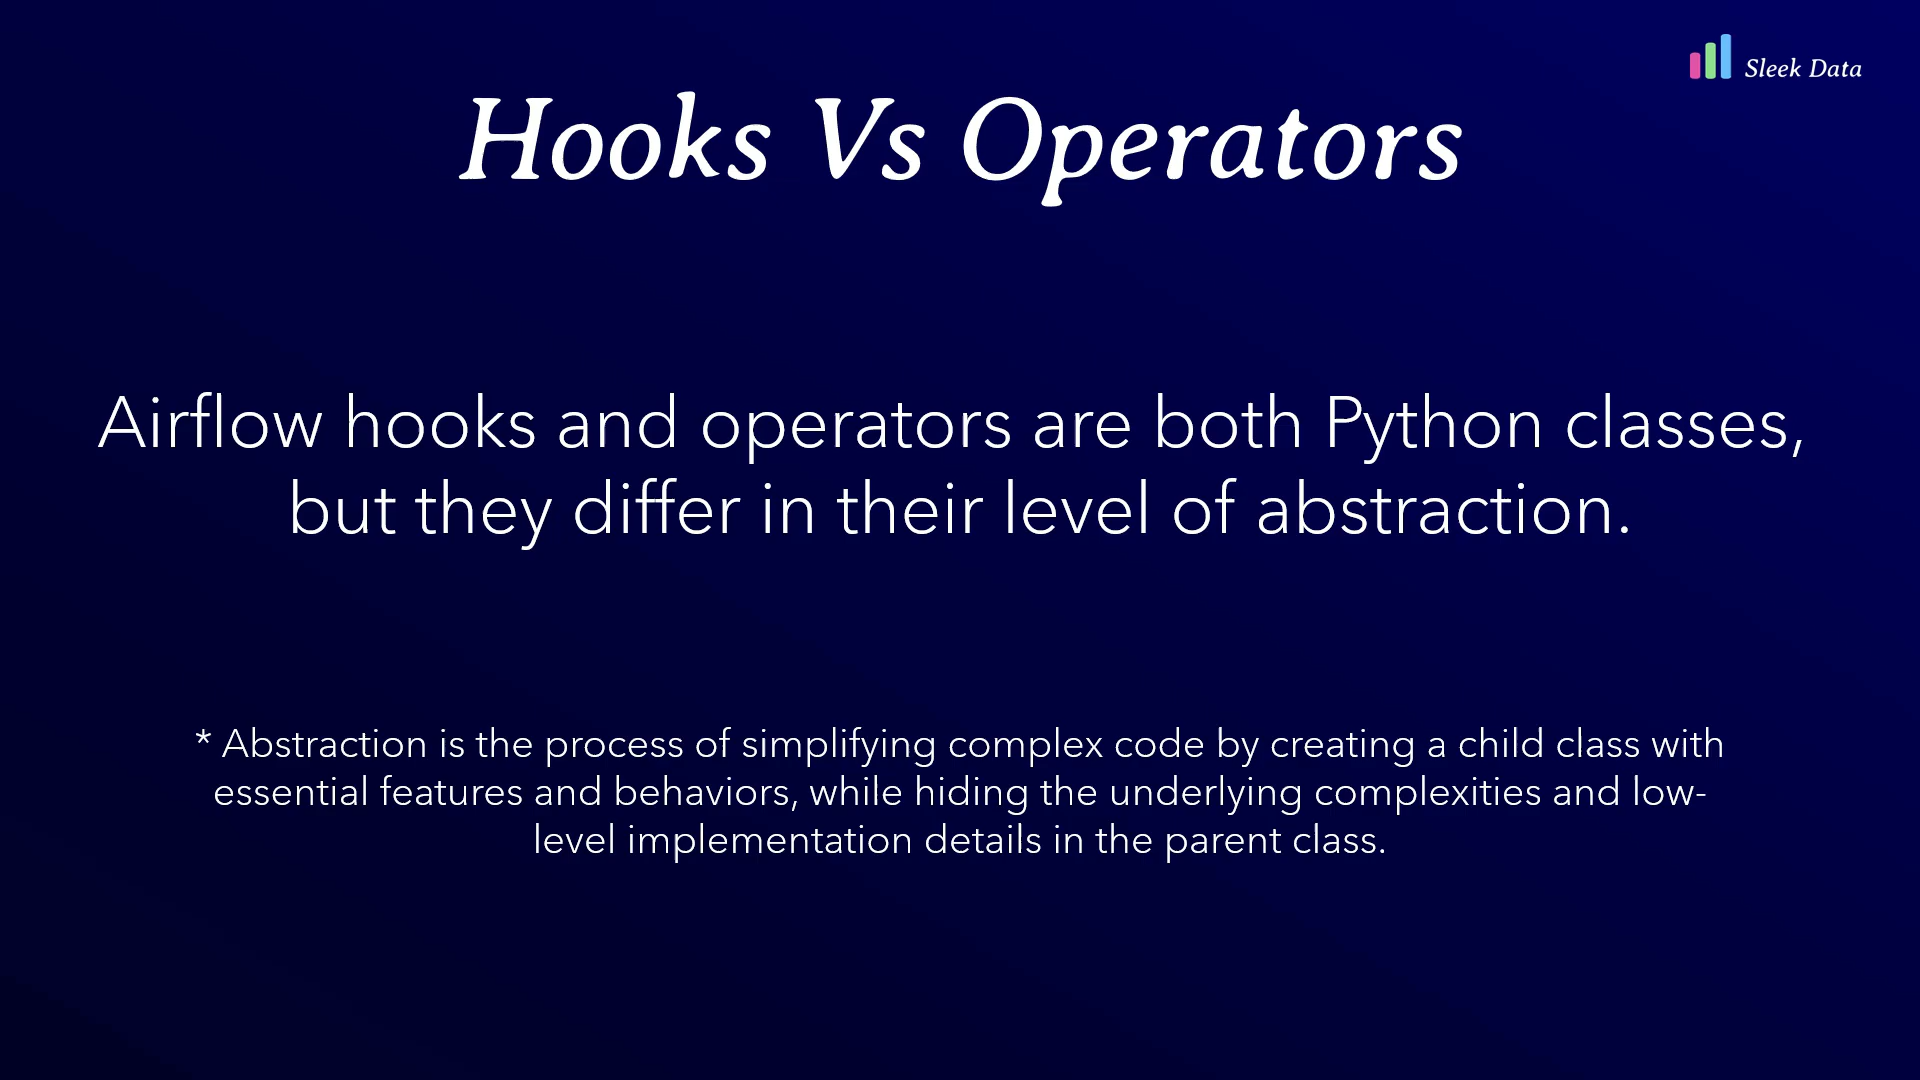 Sleek Data
Hooks Vs Operators
Airflow hooks and operators are both Python classes,
but they differ in their level of abstraction.
* Abstraction is the process of simplifying complex code by creating a child class with
essential features and behaviors, while hiding the underlying complexities and low-
level implementation details in the parent class.